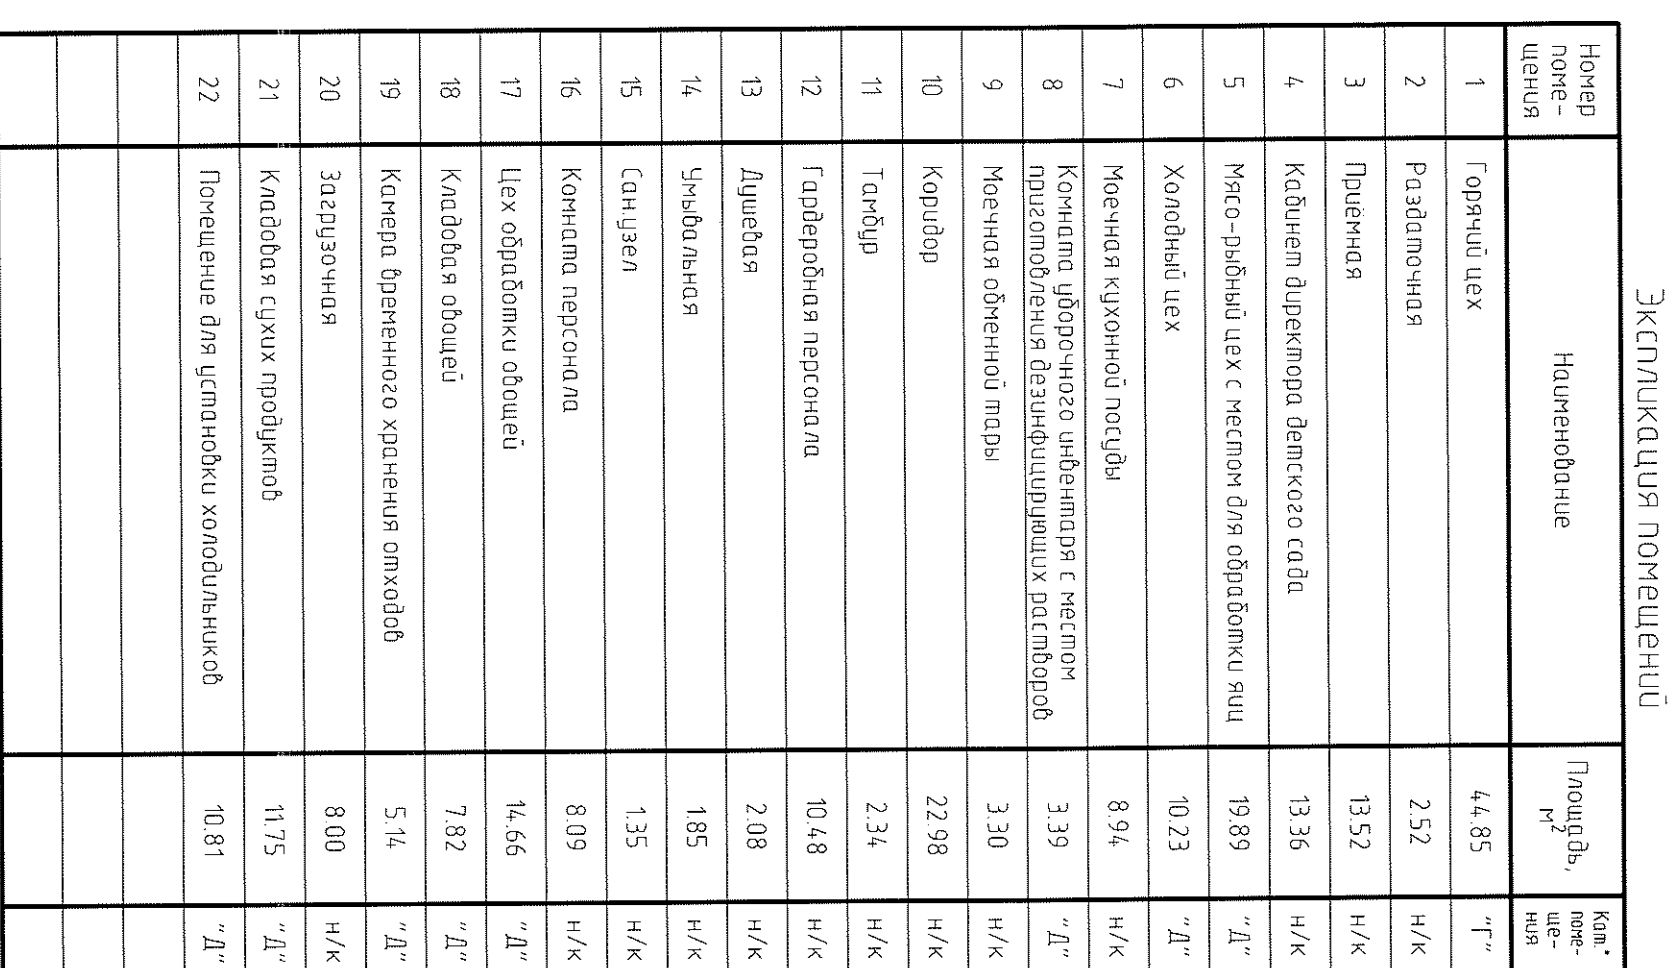 Экспликация помещений
Номер поме- щения Наименование Площадь, м² Кат.* поме- ще- ния
1 Горячий цех 44.85 "Г"
2 Раздаточная 2.52 н/к
3 Приёмная 13.52 н/к
4 Кабинет директора детского сада 13.36 н/к
5 Мясо-рыбный цех с местом для обработки яиц 19.89 "Д"
6 Холодный цех 10.23 "Д"
7 Моечная кухонной посуды 8.94 н/к
8 Комната уборочного инвентаря с местом
приготовления дезинфицирующих растворов 3.39 "Д"
9 Моечная обменной тары 3.30 н/к
10 Коридор 22.98 н/к
11 Тамбур 2.34 н/к
12 Гардеробная персонала 10.48 н/к
13 Душевая 2.08 н/к
14 Умывальная 1.85 н/к
15 Сан.узел 1.35 н/к
16 Комната персонала 8.09 н/к
17 Цех обработки овощей 14.66 "Д"
18 Кладовая овощей 7.82 "Д"
19 Камера временного хранения отходов 5.14 "Д"
20 Загрузочная 8.00 н/к
21 Кладовая сухих продуктов 11.75 "Д"
22 Помещение для установки холодильников 10.81 "Д"